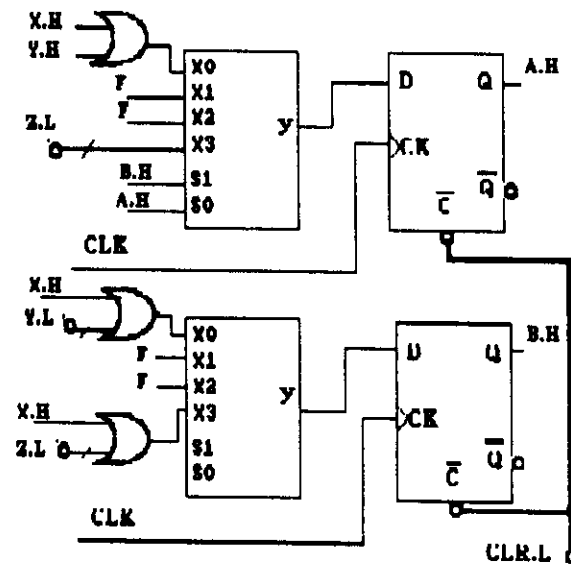 X.H
Y.H
X0
F X1
F X2
Z.L X3
B.H S1
A.H S0
y
D Q A.H
CK
Q
C
CLK
X.H
Y.L
X0
F X1
F X2
X.H X3
Z.L S1
S0
y
D Q B.H
CK
Q
C
CLK
CLR.L